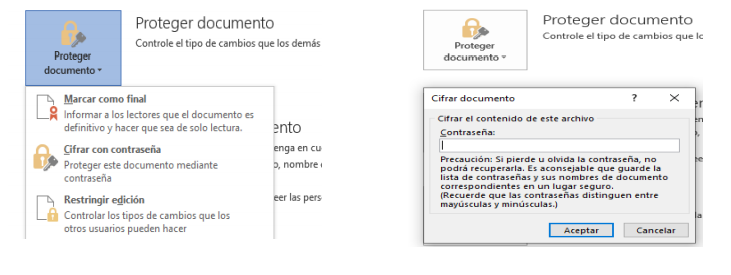 Proteger documento
Controle el tipo de cambios que los demás
Proteger
documento
Marcar como final
Informar a los lectores que el documento es
definitivo y hacer que sea de solo lectura.
Cifrar con contraseña
Proteger este documento mediante
contraseña
Restringir edición
Controlar los tipos de cambios que los
otros usuarios pueden hacer
ento
enga en cu
o, nombre
eer las pers
Proteger documento
Controle el tipo de cambios que lo
Proteger
documento
Cifrar documento ? ×
Cifrar el contenido de este archivo
Contraseña:
Precaución: Si pierde u olvida la contraseña, no
podrá recuperarla. Es aconsejable que guarde la
lista de contraseñas y sus nombres de documento
correspondientes en un lugar seguro.
(Recuerde que las contraseñas distinguen entre
mayúsculas y minúsculas.)
Aceptar Cancelar